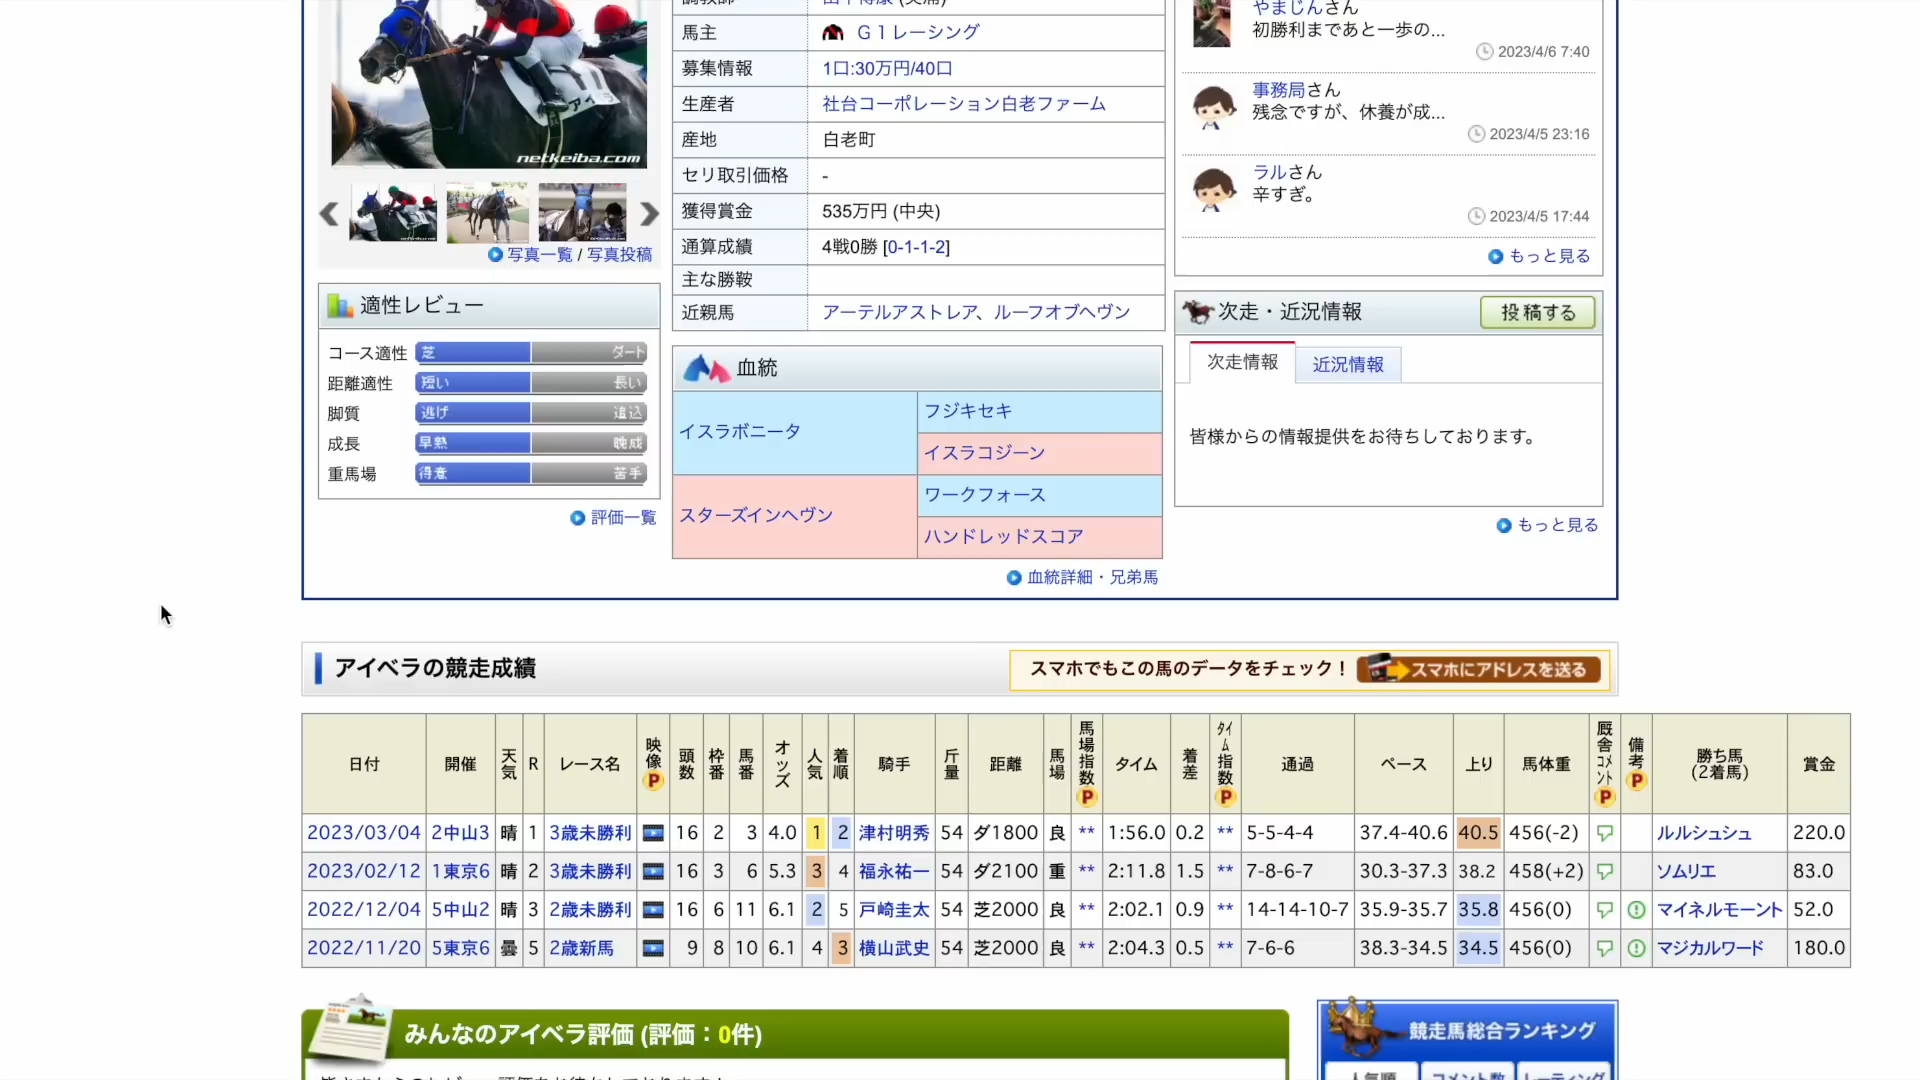 馬主 G1レーシング
募集情報 1口:30万円/40口
生産者 社台コーポレーション白老ファーム
産地 白老町
セリ取引価格 -
獲得賞金 535万円 (中央)
通算成績 4戦0勝 [0-1-1-2]
主な勝鞍
近親馬 アーテルアストレア、ルーフオブヘヴン
アイベ
netkeiba.com
写真一覧 / 写真投稿
適性レビュー
コース適性 芝 ダート
距離適性 短い 長い
脚質 逃げ 追込
成長 早熟 晩成
重馬場 得意 苦手
評価一覧
血統
イスラボニータ
フジキセキ
イスラコジーン
スターズインヘヴン
ワークフォース
ハンドレッドスコア
血統詳細・兄弟馬
やまじんさん
初勝利まであと一歩の...
2023/4/6 7:40
事務局さん
残念ですが、休養が成...
2023/4/5 23:16
ラルさん
辛すぎ。
2023/4/5 17:44
もっと見る
次走・近況情報 投稿する
次走情報 近況情報
皆様からの情報提供をお待ちしております。
もっと見る
アイベラの競走成績
スマホでもこの馬のデータをチェック！ スマホにアドレスを送る
日付 開催 天気 R レース名 映像 P 頭数 枠番 馬番 オッズ 人気 着順 騎手 斤量 距離 馬場 馬場指数 P タイム 着差 タイム指数 P 通過 ペース 上り 馬体重 厩舎コメント P 備考 P 勝ち馬(2着馬) 賞金
2023/03/04 2中山3 晴 1 3歳未勝利 16 2 3 4.0 1 2 津村明秀 54 ダ1800 良 ** 1:56.0 0.2 ** 5-5-4-4 37.4-40.6 40.5 456(-2) ルルシュシュ 220.0
2023/02/12 1東京6 晴 2 3歳未勝利 16 3 6 5.3 3 4 福永祐一 54 ダ2100 重 ** 2:11.8 1.5 ** 7-8-6-7 30.3-37.3 38.2 458(+2) ソムリエ 83.0
2022/12/04 5中山2 晴 3 2歳未勝利 16 6 11 6.1 2 5 戸崎圭太 54 芝2000 良 ** 2:02.1 0.9 ** 14-14-10-7 35.9-35.7 35.8 456(0) マイネルモーント 52.0
2022/11/20 5東京6 曇 5 2歳新馬 9 8 10 6.1 4 3 横山武史 54 芝2000 良 ** 2:04.3 0.5 ** 7-6-6 38.3-34.5 34.5 456(0) マジカルワード 180.0
みんなのアイベラ評価 (評価：0件)
競走馬総合ランキング